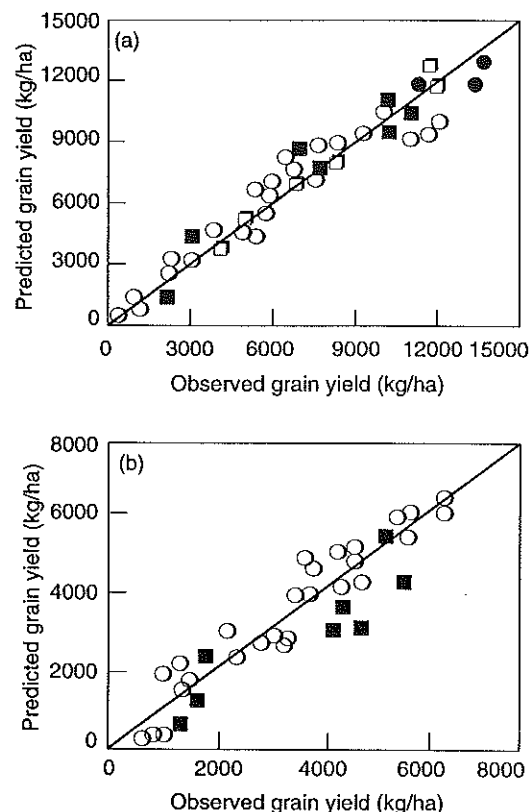 (a)
Predicted grain yield (kg/ha)
15000
12000
9000
6000
3000
0
0 3000 6000 9000 12000 15000
Observed grain yield (kg/ha)
(b)
Predicted grain yield (kg/ha)
8000
6000
4000
2000
0
0 2000 4000 6000 8000
Observed grain yield (kg/ha)